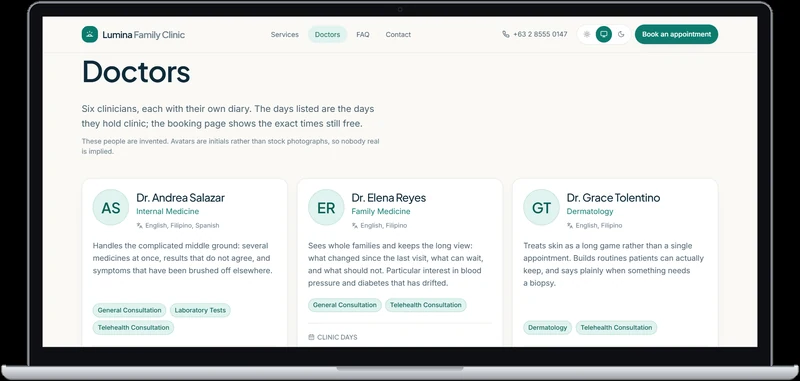 Lumina Family Clinic
Services
Doctors
FAQ
Contact
+63 2 8555 0147
Book an appointment
Doctors
Six clinicians, each with their own diary. The days listed are the days
they hold clinic; the booking page shows the exact times still free.
These people are invented. Avatars are initials rather than stock photographs, so nobody real
is implied.
AS
Dr. Andrea Salazar
Internal Medicine
English, Filipino, Spanish
Handles the complicated middle ground: several
medicines at once, results that do not agree, and
symptoms that have been brushed off elsewhere.
General Consultation
Laboratory Tests
Telehealth Consultation
ER
Dr. Elena Reyes
Family Medicine
English, Filipino
Sees whole families and keeps the long view:
what changed since the last visit, what can wait,
and what should not. Particular interest in blood
pressure and diabetes that has drifted.
General Consultation
Telehealth Consultation
CLINIC DAYS
GT
Dr. Grace Tolentino
Dermatology
English, Filipino
Treats skin as a long game rather than a single
appointment. Builds routines patients can actually
keep, and says plainly when something needs
a biopsy.
Dermatology
Telehealth Consultation